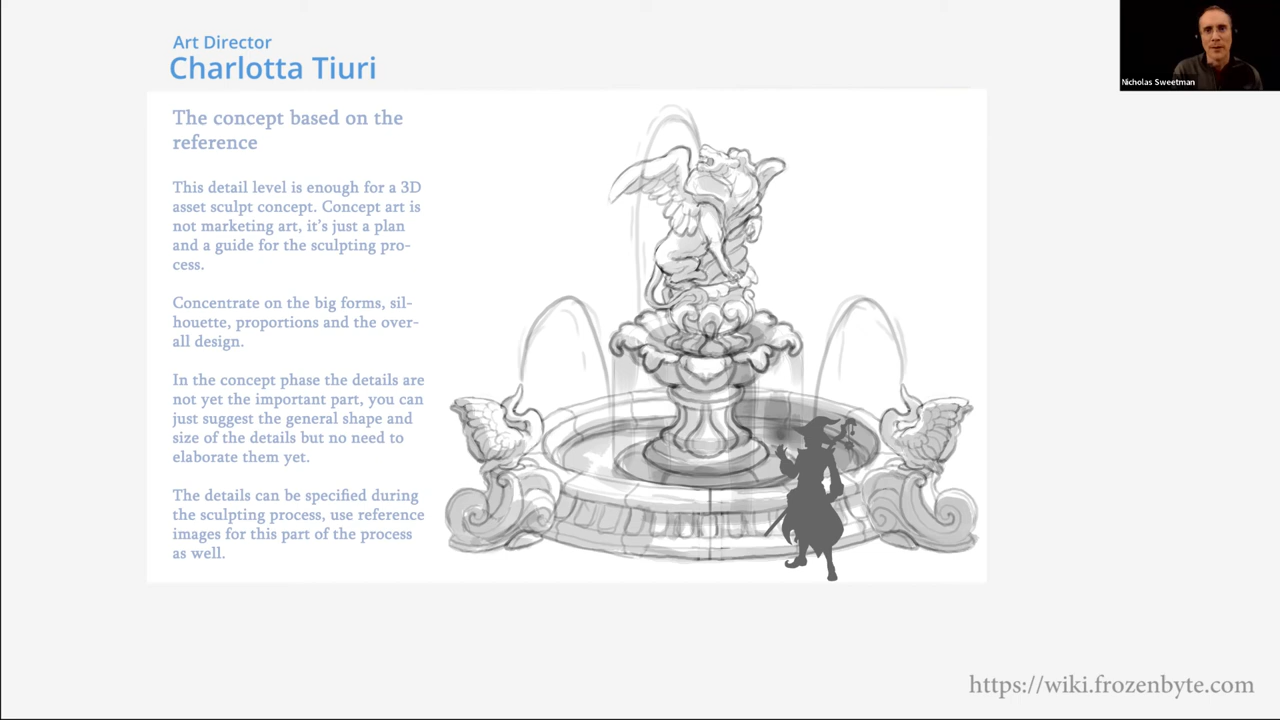 Art Director
Charlotta Tiuri
Nicholas Sweetman
The concept based on the
reference
This detail level is enough for a 3D
asset sculpt concept. Concept art is
not marketing art, it's just a plan
and a guide for the sculpting pro-
cess.
Concentrate on the big forms, sil-
houette, proportions and the over-
all design.
In the concept phase the details are
not yet the important part, you can
just suggest the general shape and
size of the details but no need to
elaborate them yet.
The details can be specified during
the sculpting process, use reference
images for this part of the process
as well.
https://wiki.frozenbyte.com